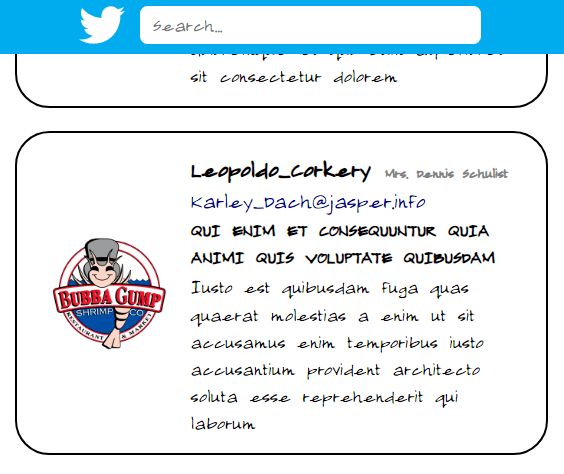 Search...
sit consectetur dolorem
Leopoldo_Corkery Mrs. Dennis Schulist
Karley_Dach@jasper.info
QUI ENIM ET CONSEQUUNTUR QUIA
ANIMI QUIS VOLUPTATE QUIBUSDAM
Iusto est quibusdam fuga quas
quaerat molestias a enim ut sit
accusamus enim temporibus iusto
accusantium provident architecto
soluta esse reprehenderit qui
laborum
BUBBA GUMP
SHRIMP CO
RESTAURANT & MARKET